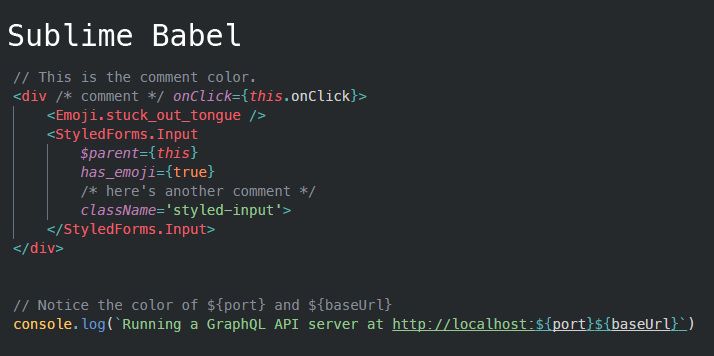 Sublime Babel
// This is the comment color.
<div /* comment */ onClick={this.onClick}>
<Emoji.stuck_out_tongue />
<StyledForms.Input
$parent={this}
has_emoji={true}
/* here's another comment */
className='styled-input'>
</StyledForms.Input>
</div>
// Notice the color of ${port} and ${baseUrl}
console.log(`Running a GraphQL API server at http://localhost:${port}${baseUrl}`)